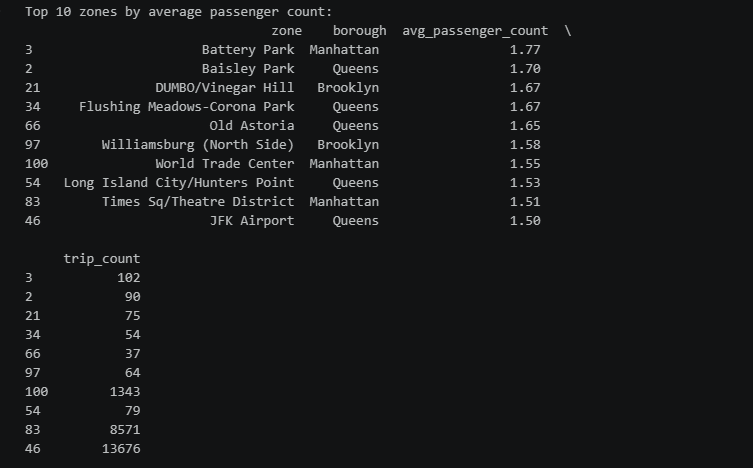 Top 10 zones by average passenger count:
zone borough avg_passenger_count \
3 Battery Park Manhattan 1.77
2 Baisley Park Queens 1.70
21 DUMBO/Vinegar Hill Brooklyn 1.67
34 Flushing Meadows-Corona Park Queens 1.67
66 Old Astoria Queens 1.65
97 Williamsburg (North Side) Brooklyn 1.58
100 World Trade Center Manhattan 1.55
54 Long Island City/Hunters Point Queens 1.53
83 Times Sq/Theatre District Manhattan 1.51
46 JFK Airport Queens 1.50
trip_count
3 102
2 90
21 75
34 54
66 37
97 64
100 1343
54 79
83 8571
46 13676